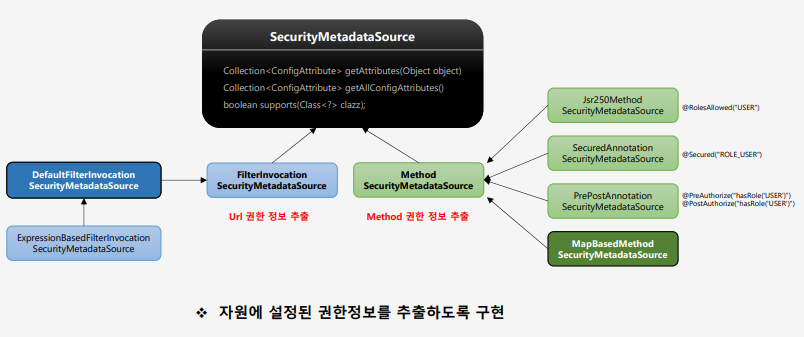 SecurityMetadataSource
Collection<ConfigAttribute> getAttributes(Object object)
Collection<ConfigAttribute> getAllConfigAttributes()
boolean supports(Class<?> clazz);
DefaultFilterInvocation
SecurityMetadataSource
ExpressionBasedFilterInvocation
SecurityMetadataSource
FilterInvocation
SecurityMetadataSource
Url 권한 정보 추출
Method
SecurityMetadataSource
Method 권한 정보 추출
Jsr250Method
SecurityMetadataSource
@RolesAllowed("USER")
SecuredAnnotation
SecurityMetadataSource
@Secured("ROLE_USER")
PrePostAnnotation
SecurityMetadataSource
@PreAuthorize("hasRole('USER')")
@PostAuthorize("hasRole('USER')")
MapBasedMethod
SecurityMetadataSource
❖ 자원에 설정된 권한정보를 추출하도록 구현